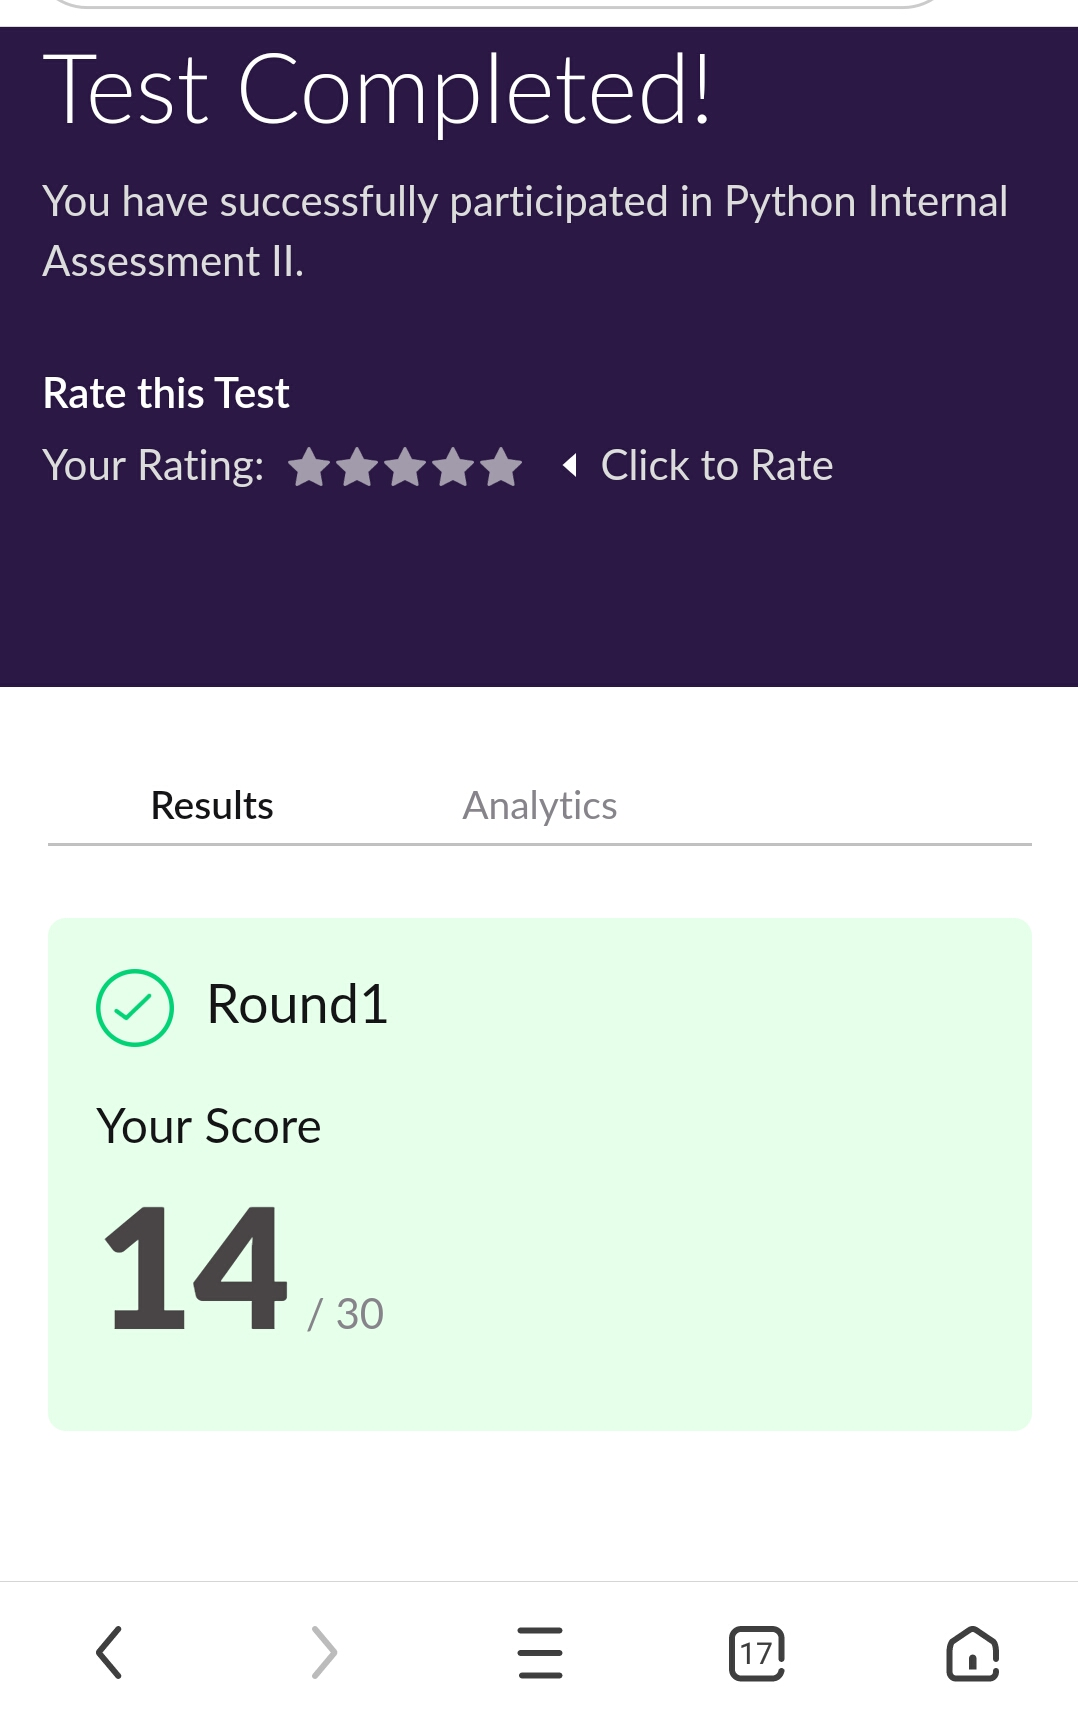 Test Completed!
You have successfully participated in Python Internal
Assessment II.
Rate this Test
Your Rating:
Click to Rate
Results
Analytics
Round1
Your Score
14 / 30
17